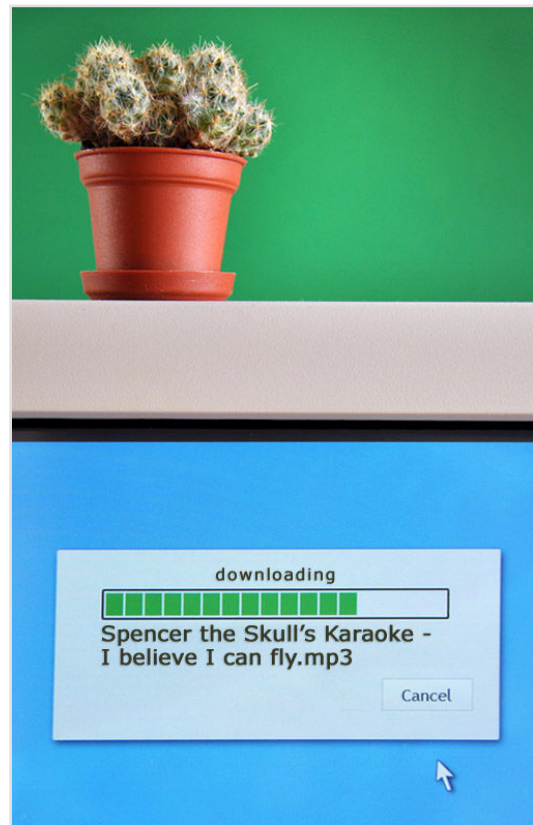 downloading
Spencer the Skull's Karaoke -
I believe I can fly.mp3
Cancel